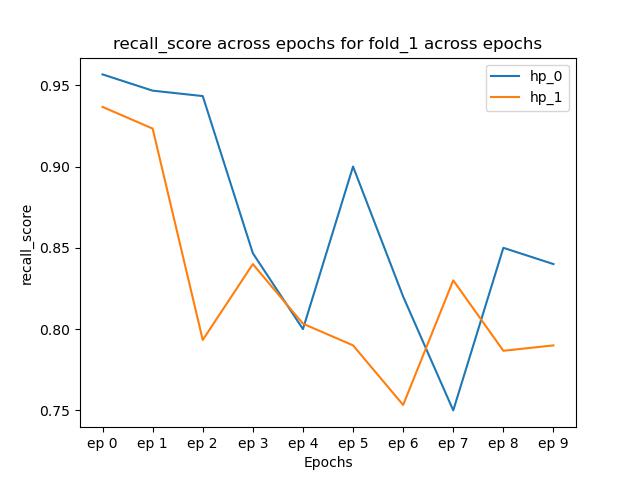 recall_score across epochs for fold_1 across epochs
hp_0
hp_1
recall_score
0.95
0.90
0.85
0.80
0.75
ep 0 ep 1 ep 2 ep 3 ep 4 ep 5 ep 6 ep 7 ep 8 ep 9
Epochs